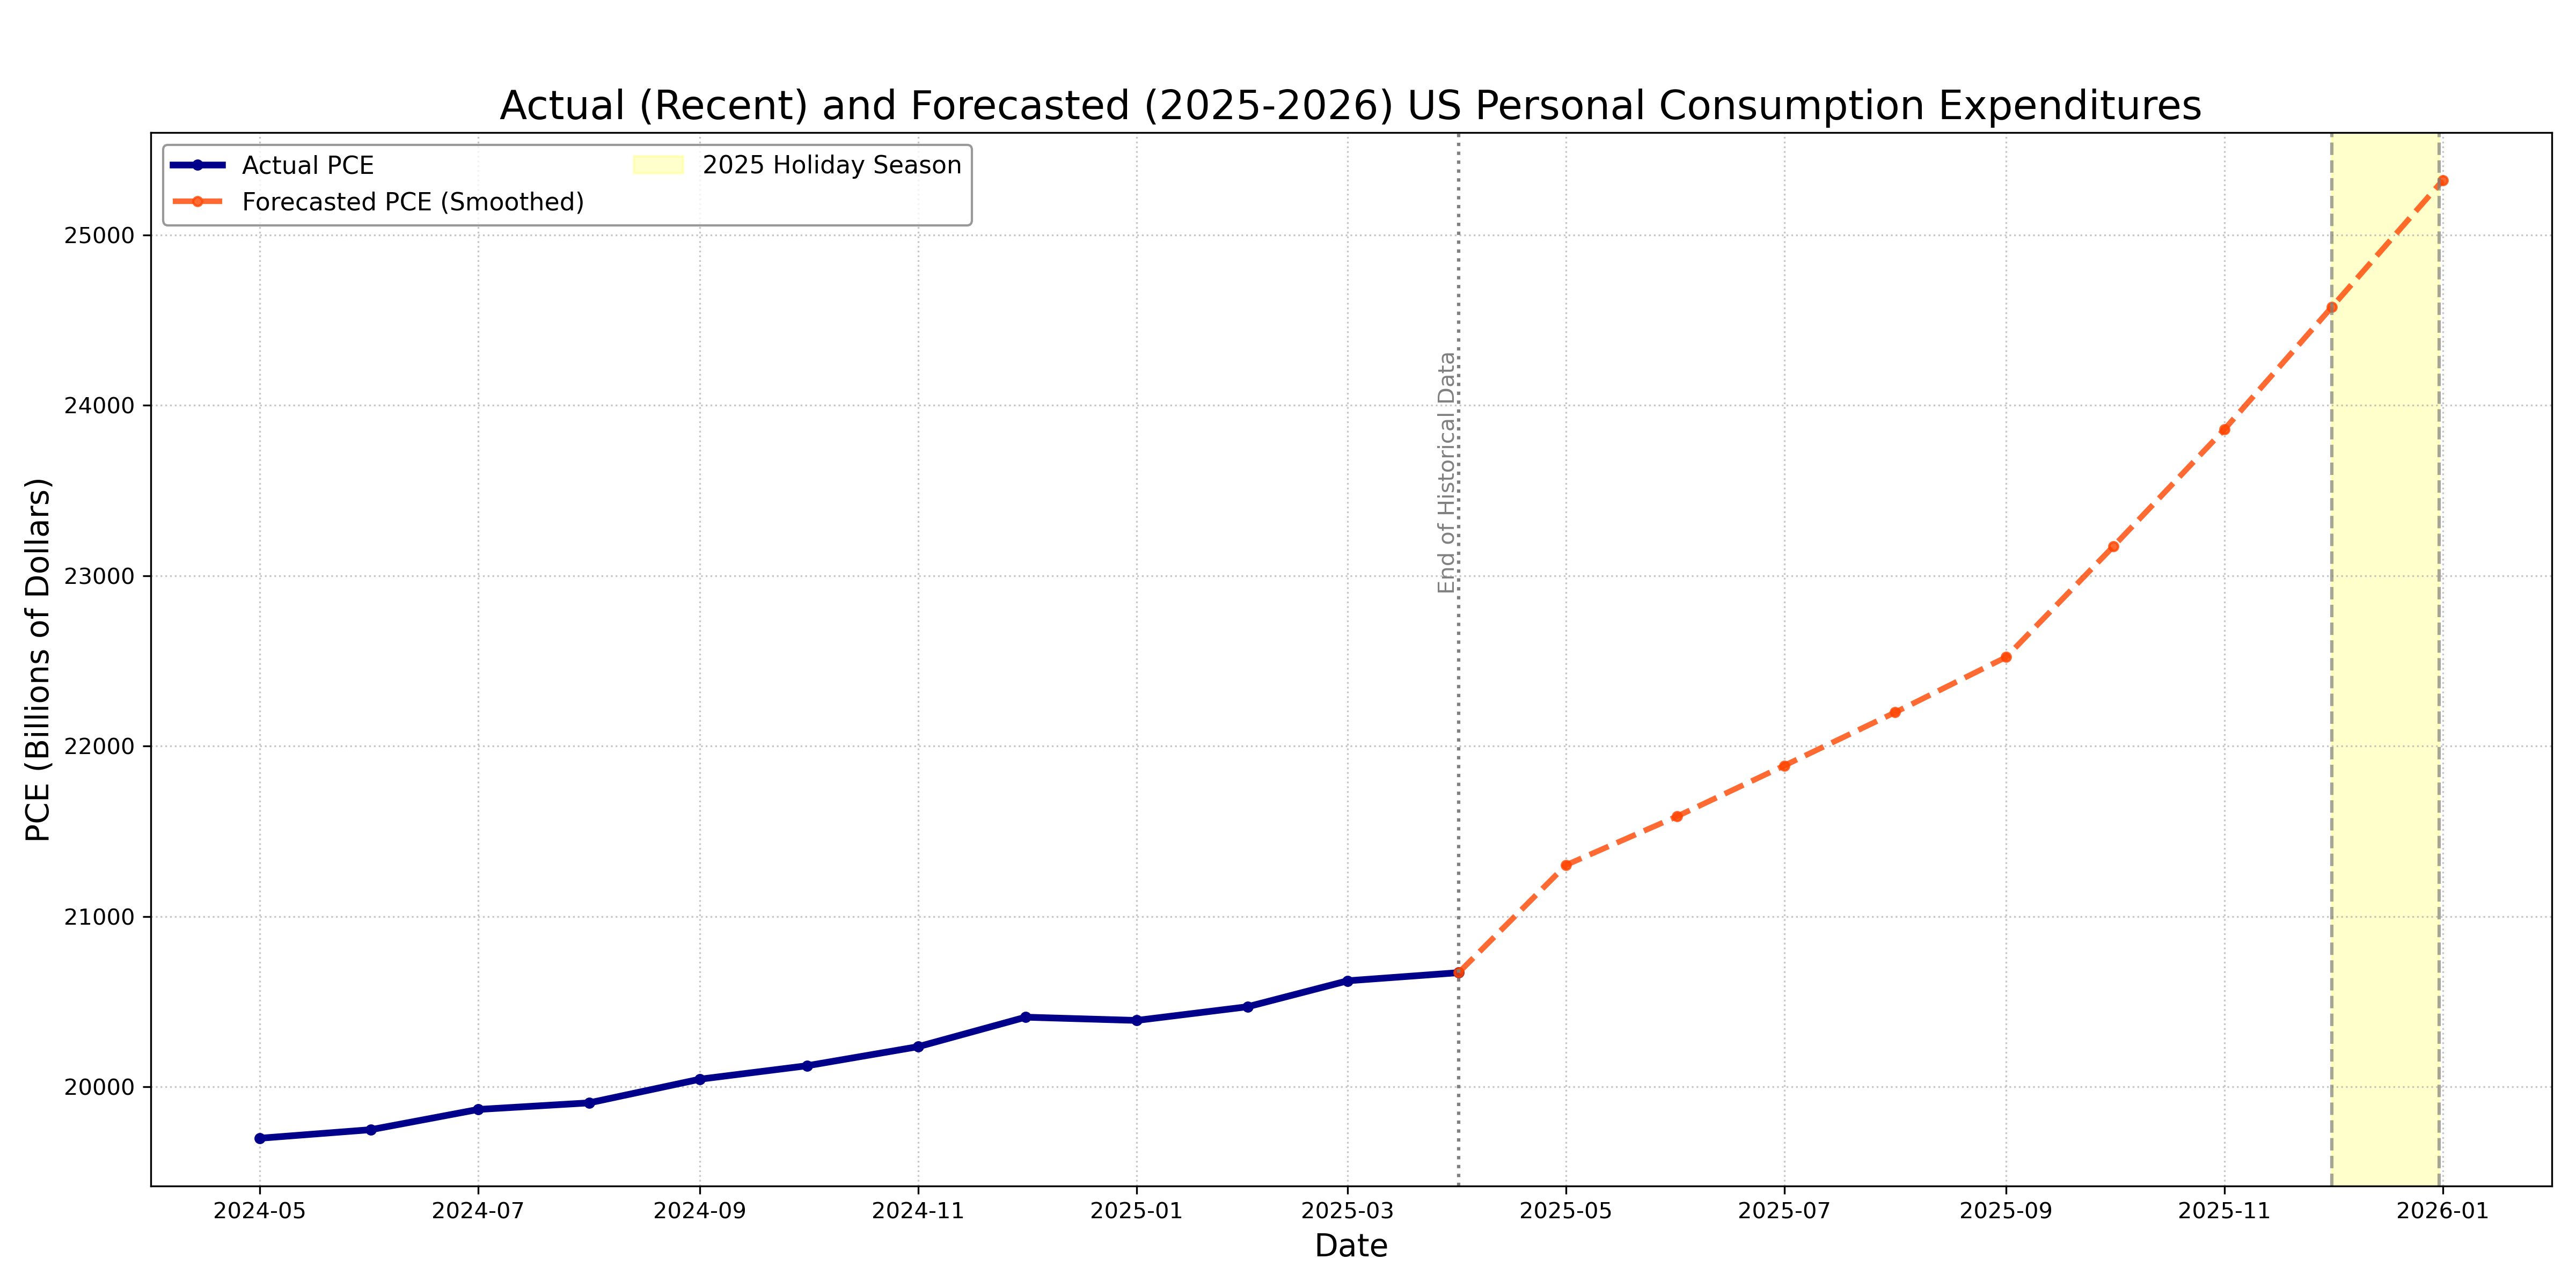 Actual (Recent) and Forecasted (2025-2026) US Personal Consumption Expenditures
Actual PCE
Forecasted PCE (Smoothed)
2025 Holiday Season
PCE (Billions of Dollars)
25000
24000
23000
22000
21000
20000
End of Historical Data
2024-05
2024-07
2024-09
2024-11
2025-01
2025-03
2025-05
2025-07
2025-09
2025-11
2026-01
Date